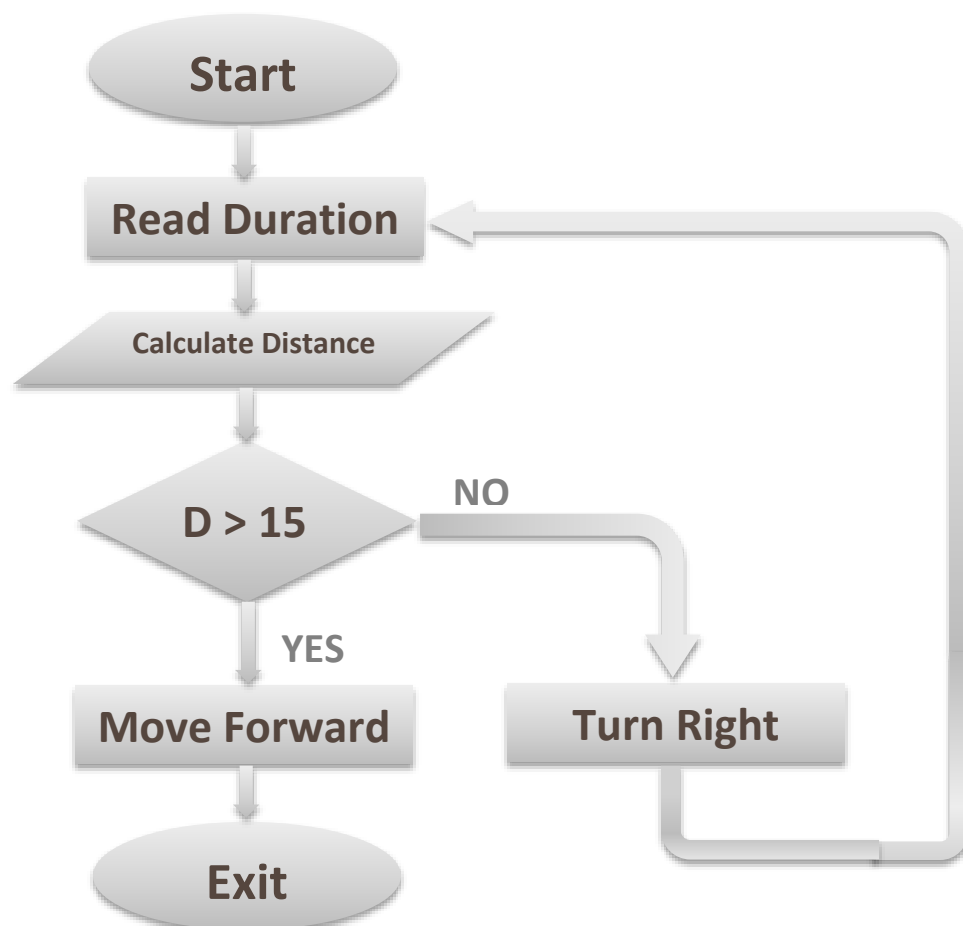 Start
Read Duration
Calculate Distance
D > 15
NO
YES
Move Forward
Turn Right
Exit